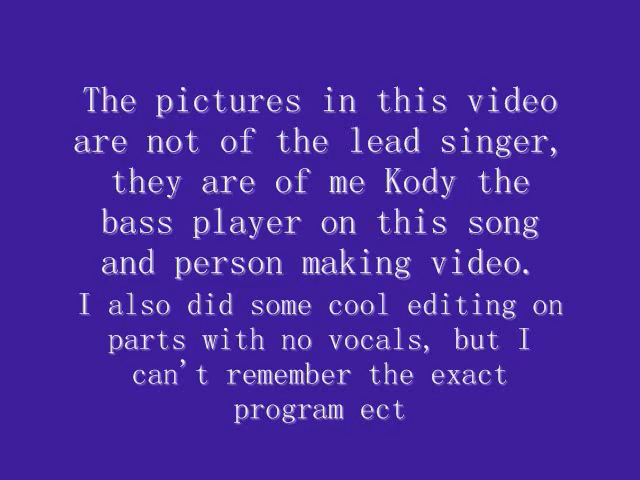 The pictures in this video
are not of the lead singer,
they are of me Kody the
bass player on this song
and person making video.
I also did some cool editing on
parts with no vocals, but I
can't remember the exact
program ect